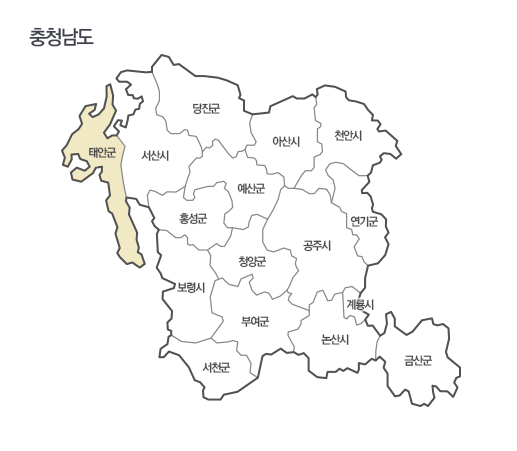 충청남도
당진군
천안시
아산시
태안군
서산시
예산군
홍성군
연기군
공주시
청양군
보령시
계룡시
부여군
논산시
금산군
서천군